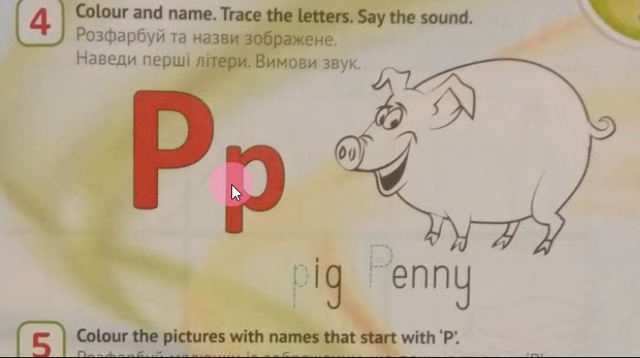 4 Colour and name. Trace the letters. Say the sound.
Розфарбуй та назви зображене.
Наведи перші літери. Вимови звук.
Pp
pig Penny
5 Colour the pictures with names that start with ‘P’.